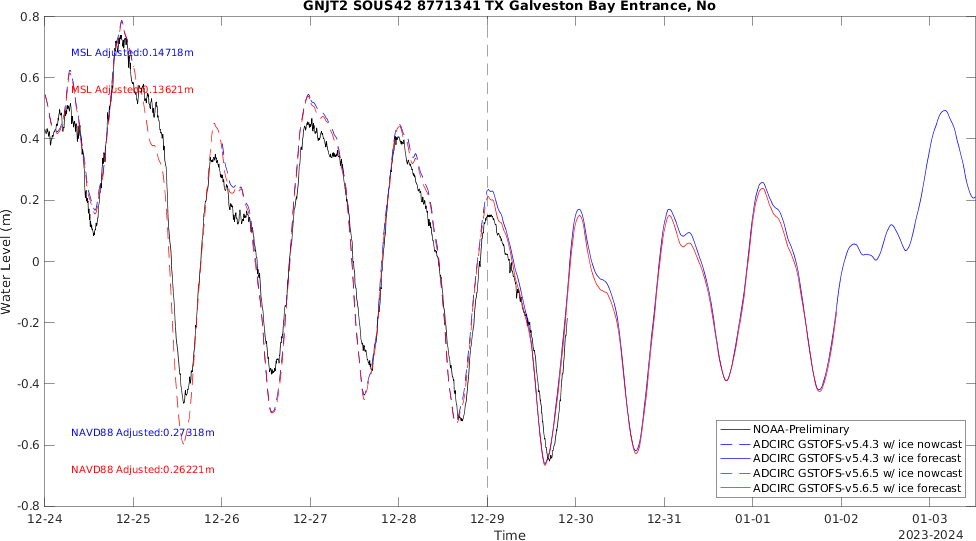 GNJT2 SOUS42 8771341 TX Galveston Bay Entrance, No
0.8
0.6
0.4
0.2
0
-0.2
-0.4
-0.6
-0.8
Water Level (m)
MSL Adjusted:0.14718m
MSL Adjusted:0.13621m
NAVD88 Adjusted:0.27318m
NAVD88 Adjusted:0.26221m
NOAA-Preliminary
ADCIRC GSTOFS-v5.4.3 w/ ice nowcast
ADCIRC GSTOFS-v5.4.3 w/ ice forecast
ADCIRC GSTOFS-v5.6.5 w/ ice nowcast
ADCIRC GSTOFS-v5.6.5 w/ ice forecast
12-24 12-25 12-26 12-27 12-28 12-29 12-30 12-31 01-01 01-02 01-03
Time
2023-2024